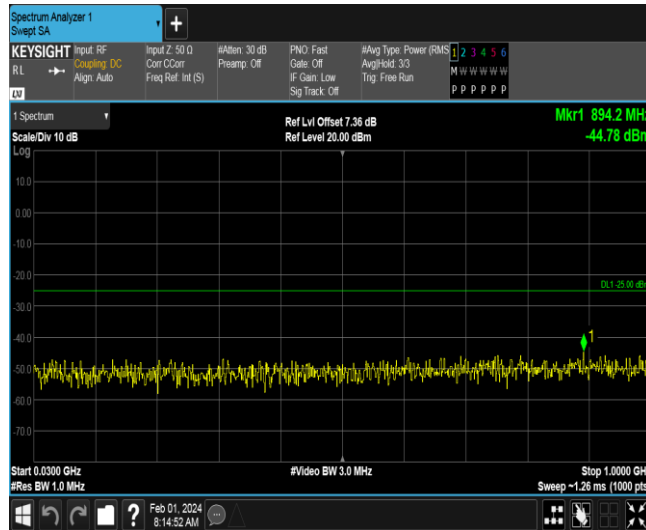 Spectrum Analyzer 1
Swept SA
+
KEYSIGHT
RL
LXI
Input: RF
Coupling: DC
Align: Auto
Input Z: 50 Ω
Corr CCorr
Freq Ref: Int (S)
#Atten: 30 dB
Preamp: Off
PNO: Fast
Gate: Off
IF Gain: Low
Sig Track: Off
#Avg Type: Power (RMS
Avg|Hold: 3/3
Trig: Free Run
1 2 3 4 5 6
M W W W W W
P P P P P P
1 Spectrum
Scale/Div 10 dB
Log
Ref Lvl Offset 7.36 dB
Ref Level 20.00 dBm
Mkr1 894.2 MHz
-44.78 dBm
10.0
0.00
-10.0
-20.0
DL1 -25.00 dBm
-30.0
-40.0
1
-50.0
-60.0
-70.0
Start 0.0300 GHz
#Res BW 1.0 MHz
#Video BW 3.0 MHz
Stop 1.0000 GH
Sweep ~1.26 ms (1000 pts
?
Feb 01, 2024
8:14:52 AM